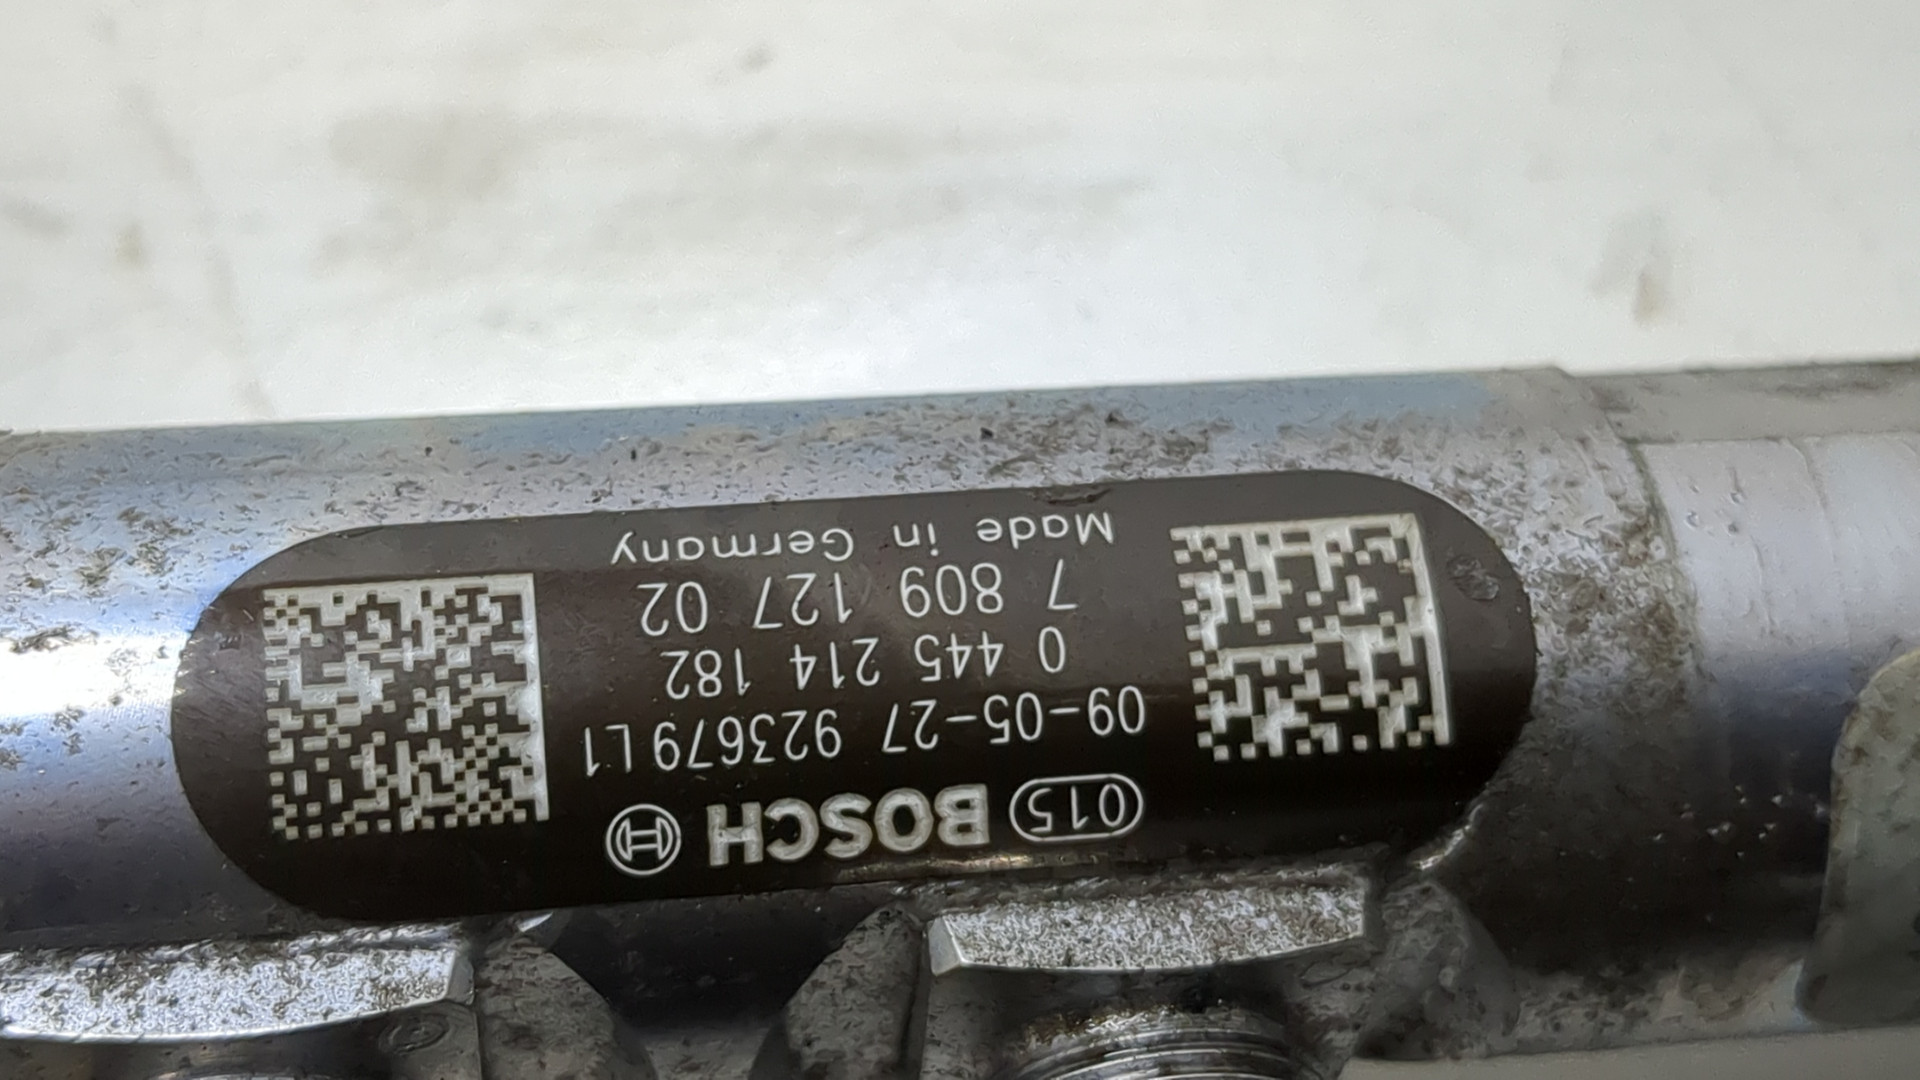 015 BOSCH
09-05-27 923679 L1
0 445 214 182
7 809 127 02
Made in Germany